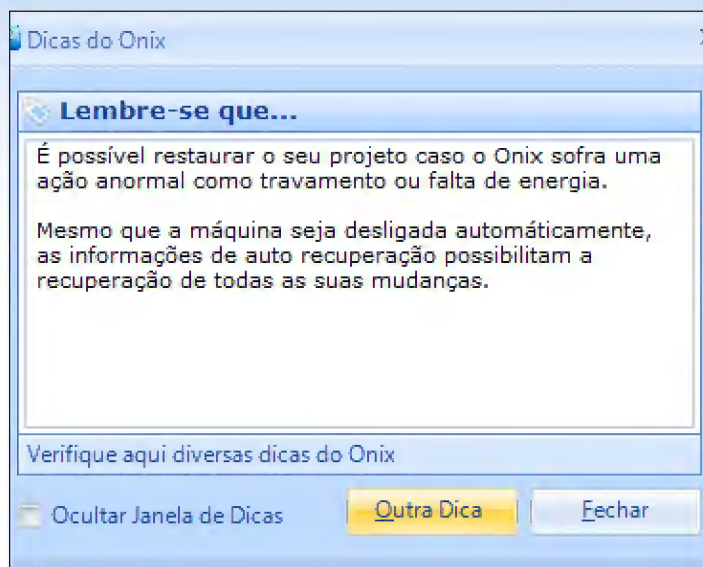 Dicas do Onix
Lembre-se que...
É possível restaurar o seu projeto caso o Onix sofra uma
ação anormal como travamento ou falta de energia.
Mesmo que a máquina seja desligada automáticamente,
as informações de auto recuperação possibilitam a
recuperação de todas as suas mudanças.
Verifique aqui diversas dicas do Onix
Ocultar Janela de Dicas
Outra Dica
Fechar